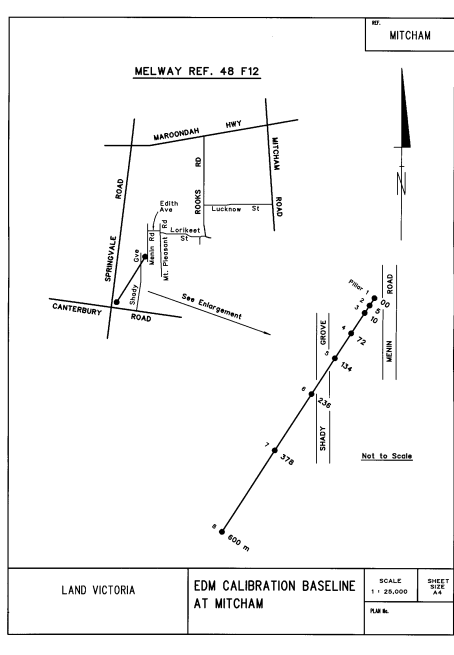 REF.
MITCHAM
MELWAY REF. 48 F12
MAROONDAH HWY
SPRINGVALE ROAD
ROOKS RD
MITCHAM ROAD
Lucknow St
Edith Ave
Lorikeet St
Menin Rd
Mt. Pleasant Rd
Shady Gve
CANTERBURY ROAD
See Enlargement
N
Pillar 1 00
2 5
3 10
4 72
5 134
6 236
7 378
8 600 m
MENIN ROAD
SHADY GROVE
Not to Scale
LAND VICTORIA
EDM CALIBRATION BASELINE
AT MITCHAM
SCALE
1 : 25,000
SHEET
SIZE
A4
PLAN No.